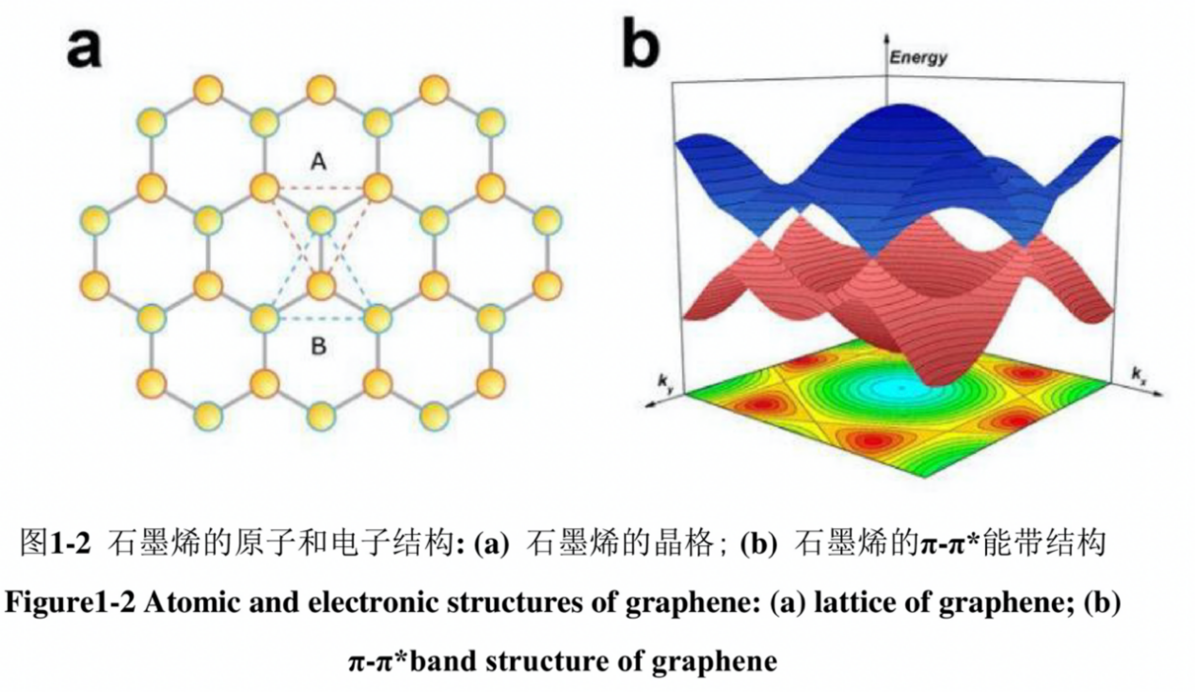 a
b
Energy
A
B
k_y
k_x
图1-2 石墨烯的原子和电子结构: (a) 石墨烯的晶格; (b) 石墨烯的π-π*能带结构
Figure1-2 Atomic and electronic structures of graphene: (a) lattice of graphene; (b)
π-π*band structure of graphene